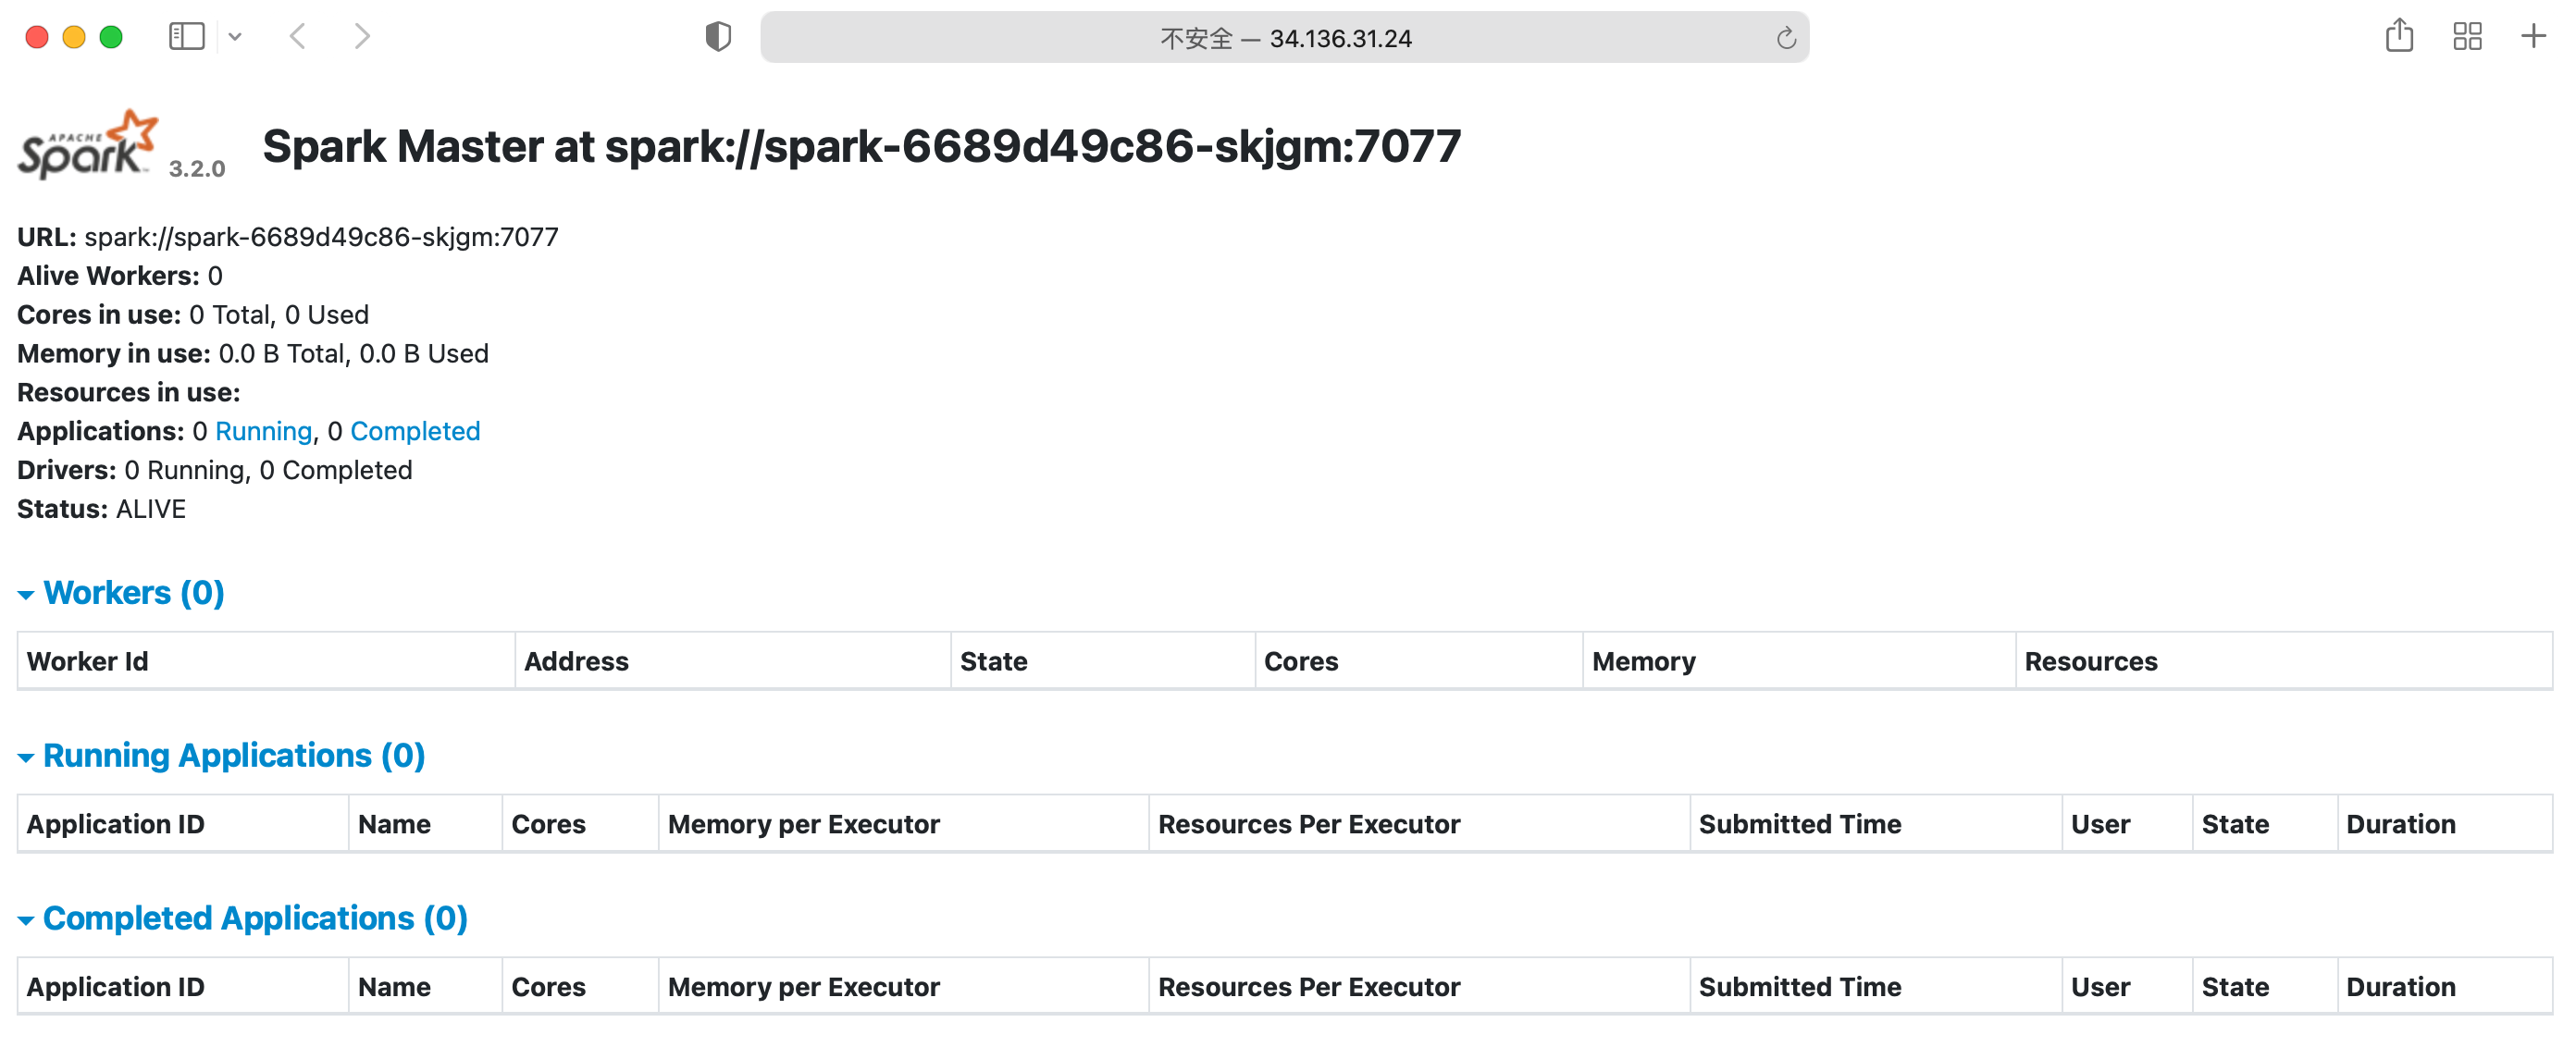 不安全 — 34.136.31.24
APACHE Spark 3.2.0 Spark Master at spark://spark-6689d49c86-skjgm:7077
URL: spark://spark-6689d49c86-skjgm:7077
Alive Workers: 0
Cores in use: 0 Total, 0 Used
Memory in use: 0.0 B Total, 0.0 B Used
Resources in use:
Applications: 0 Running, 0 Completed
Drivers: 0 Running, 0 Completed
Status: ALIVE
Workers (0)
Worker Id Address State Cores Memory Resources
Running Applications (0)
Application ID Name Cores Memory per Executor Resources Per Executor Submitted Time User State Duration
Completed Applications (0)
Application ID Name Cores Memory per Executor Resources Per Executor Submitted Time User State Duration